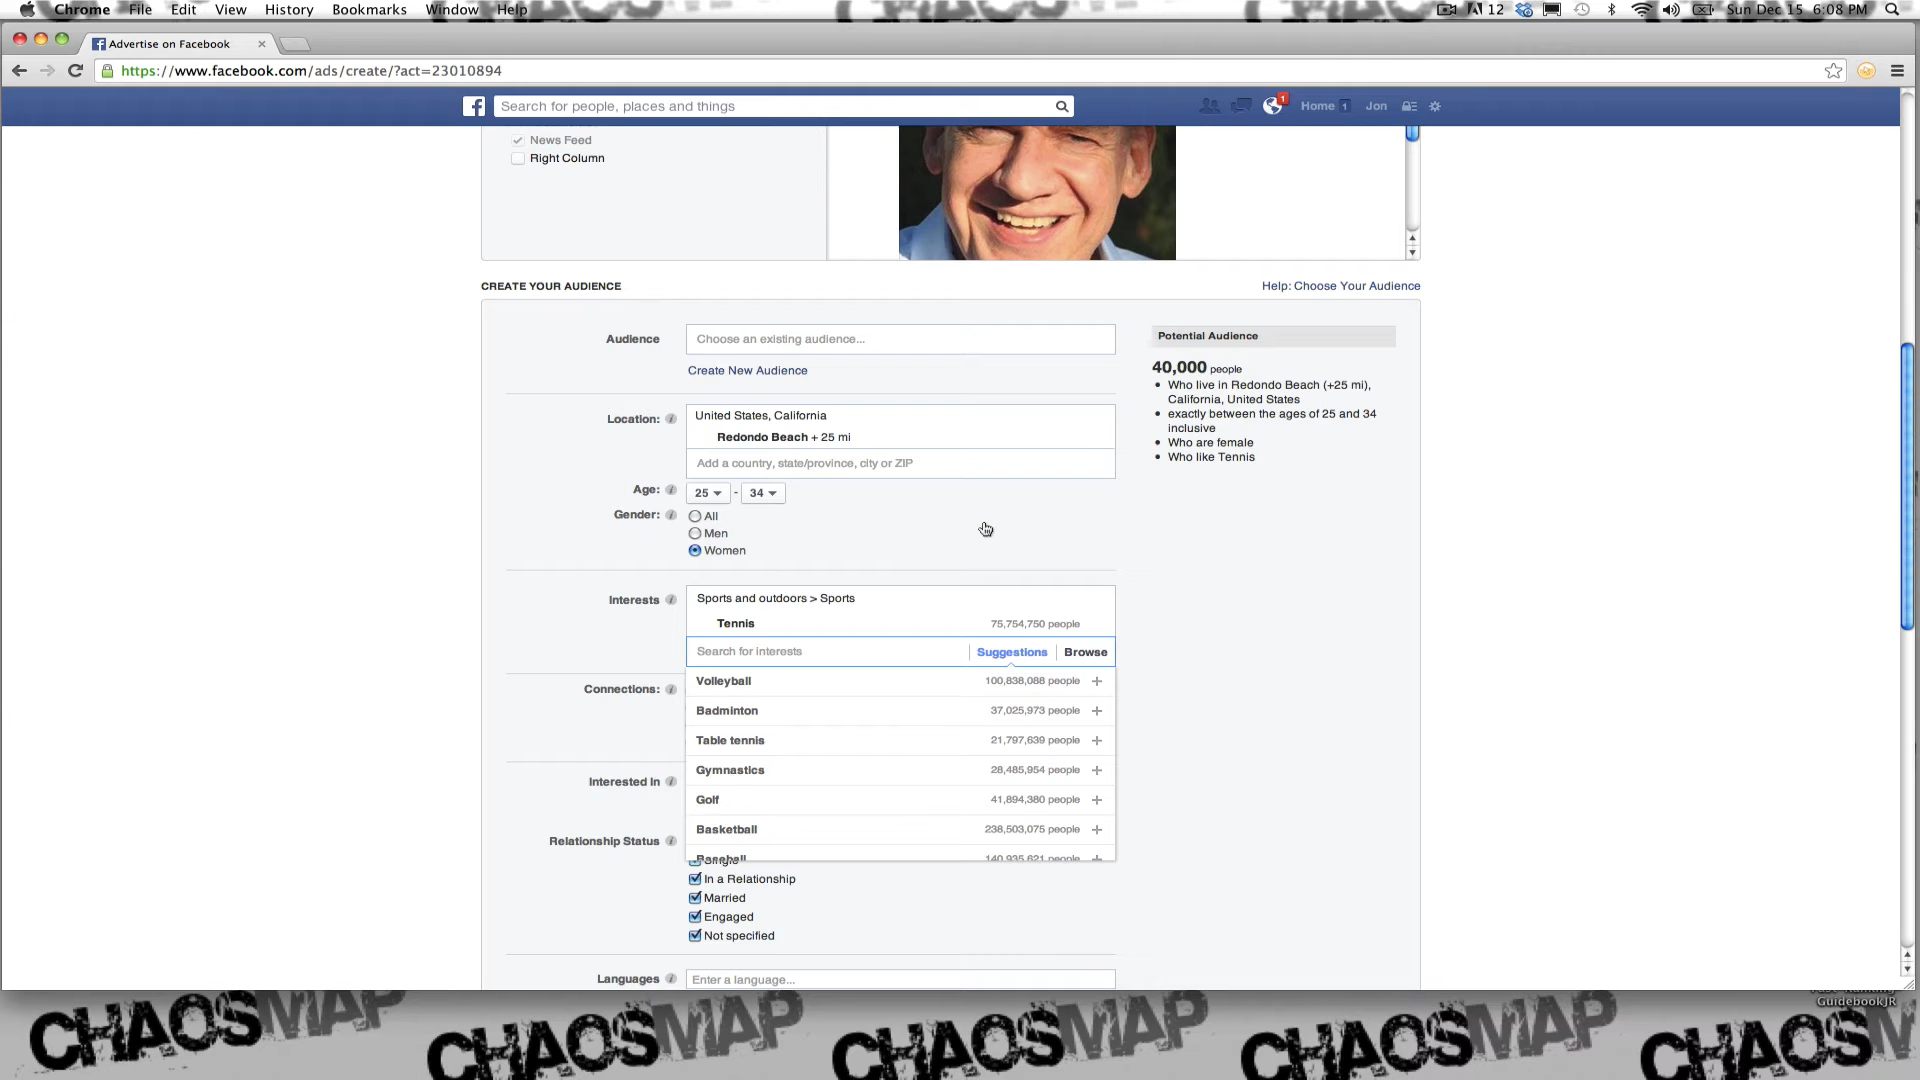 Chrome File Edit View History Bookmarks Window Help
12 Sun Dec 15 6:08 PM
Advertise on Facebook
https://www.facebook.com/ads/create/?act=23010894
Search for people, places and things
1
Home 1 Jon
News Feed
Right Column
CREATE YOUR AUDIENCE
Help: Choose Your Audience
Audience
Choose an existing audience...
Create New Audience
Potential Audience
40,000 people
Who live in Redondo Beach (+25 mi),
California, United States
exactly between the ages of 25 and 34
inclusive
Who are female
Who like Tennis
Location:
United States, California
Redondo Beach + 25 mi
Add a country, state/province, city or ZIP
Age: 25 - 34
Gender: All
Men
Women
Interests
Sports and outdoors > Sports
Tennis 75,754,750 people
Search for interests Suggestions Browse
Volleyball 100,838,088 people
Connections:
Badminton 37,025,973 people
Table tennis 21,797,639 people
Gymnastics 28,485,954 people
Interested In
Golf 41,894,380 people
Basketball 238,503,075 people
Relationship Status
Baseball 140,935,621 people
Single
In a Relationship
Married
Engaged
Not specified
Languages
Enter a language...
GuidebookJR
CHAOSMAP CHAOSMAP CHAOSMAP CHAOSMAP CHAOSM